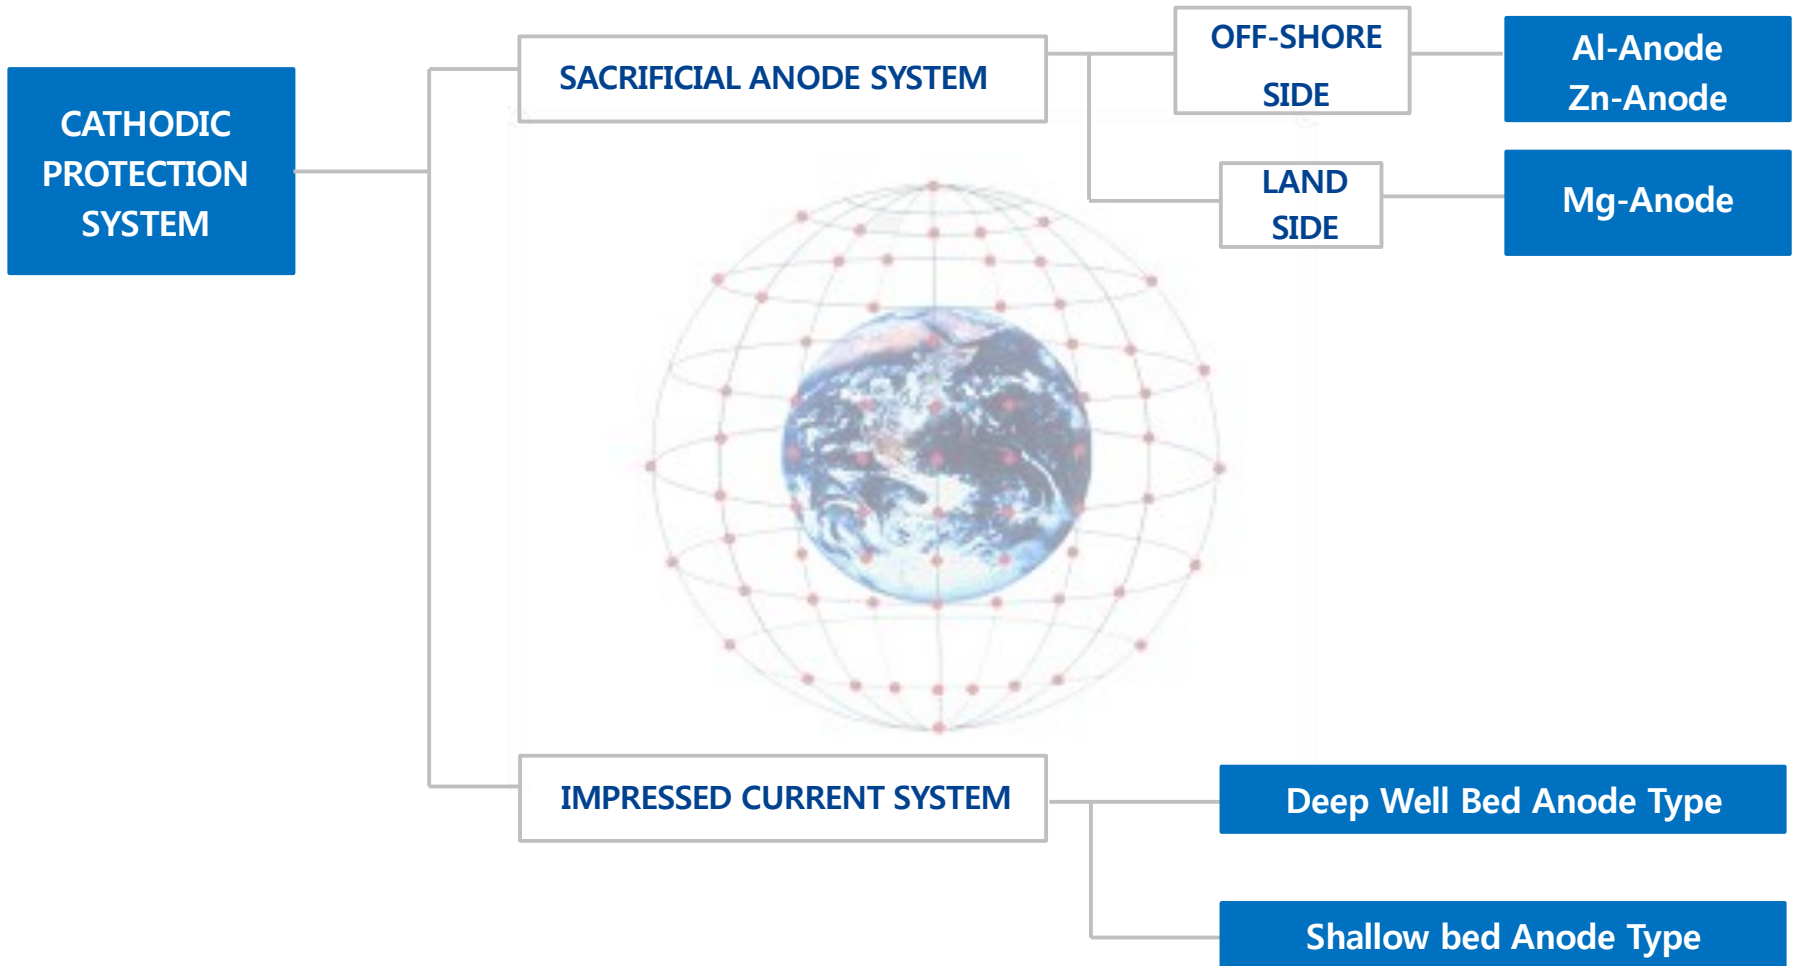 CATHODIC
PROTECTION
SYSTEM
SACRIFICIAL ANODE SYSTEM
OFF-SHORE
SIDE
Al-Anode
Zn-Anode
LAND
SIDE
Mg-Anode
IMPRESSED CURRENT SYSTEM
Deep Well Bed Anode Type
Shallow bed Anode Type